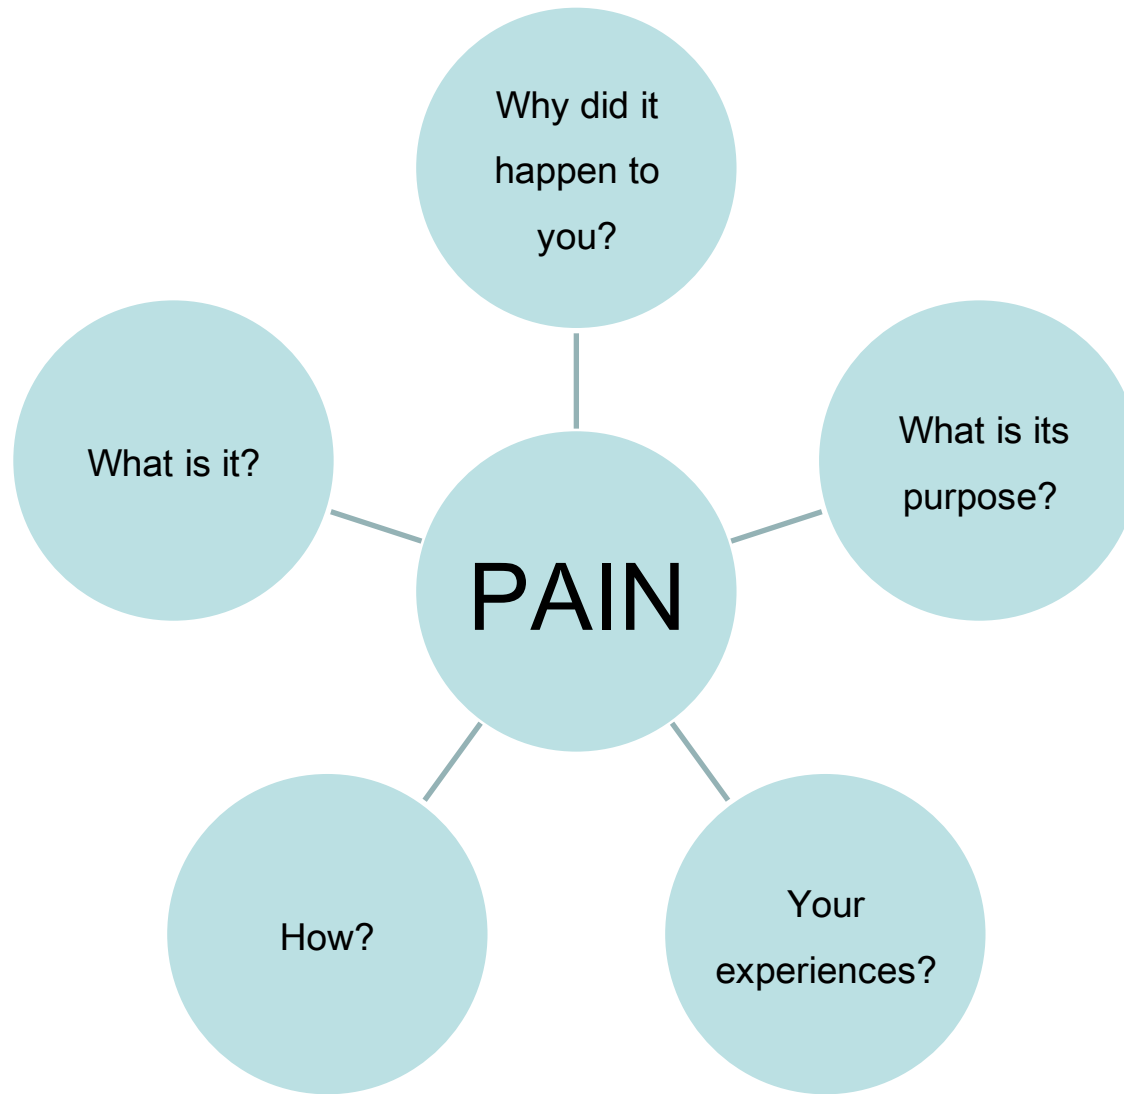 Why did it
happen to
you?
What is it?
What is its
purpose?
PAIN
How?
Your
experiences?